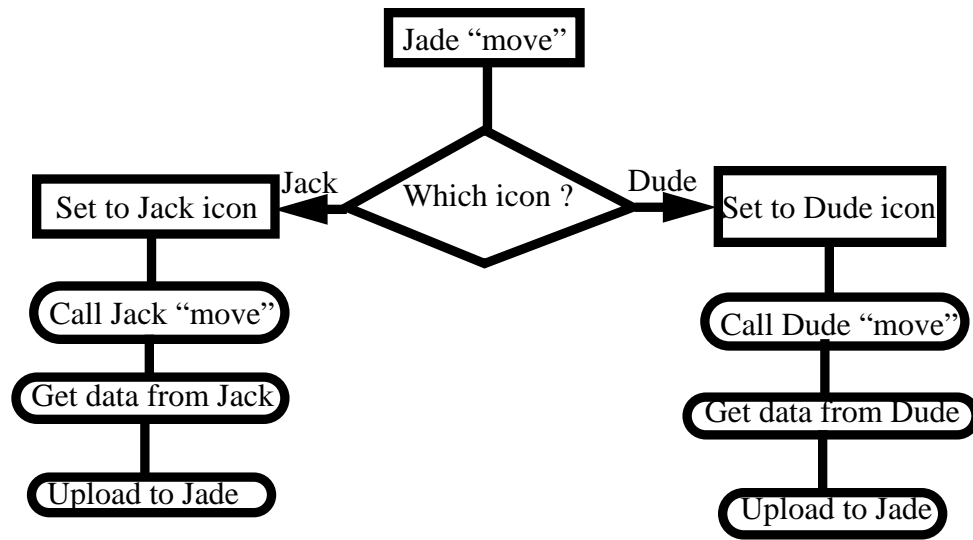 Jade “move”
Which icon ?
Jack
Dude
Set to Jack icon
Call Jack “move”
Get data from Jack
Upload to Jade
Set to Dude icon
Call Dude “move”
Get data from Dude
Upload to Jade